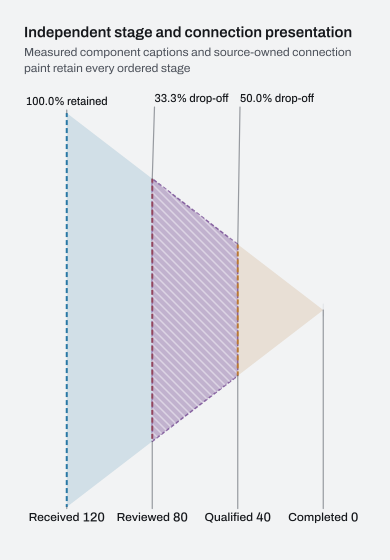 Independent stage and connection presentation
Measured component captions and source-owned connection
paint retain every ordered stage
100.0% retained
33.3% drop-off
50.0% drop-off
Received 120
Reviewed 80
Qualified 40
Completed 0